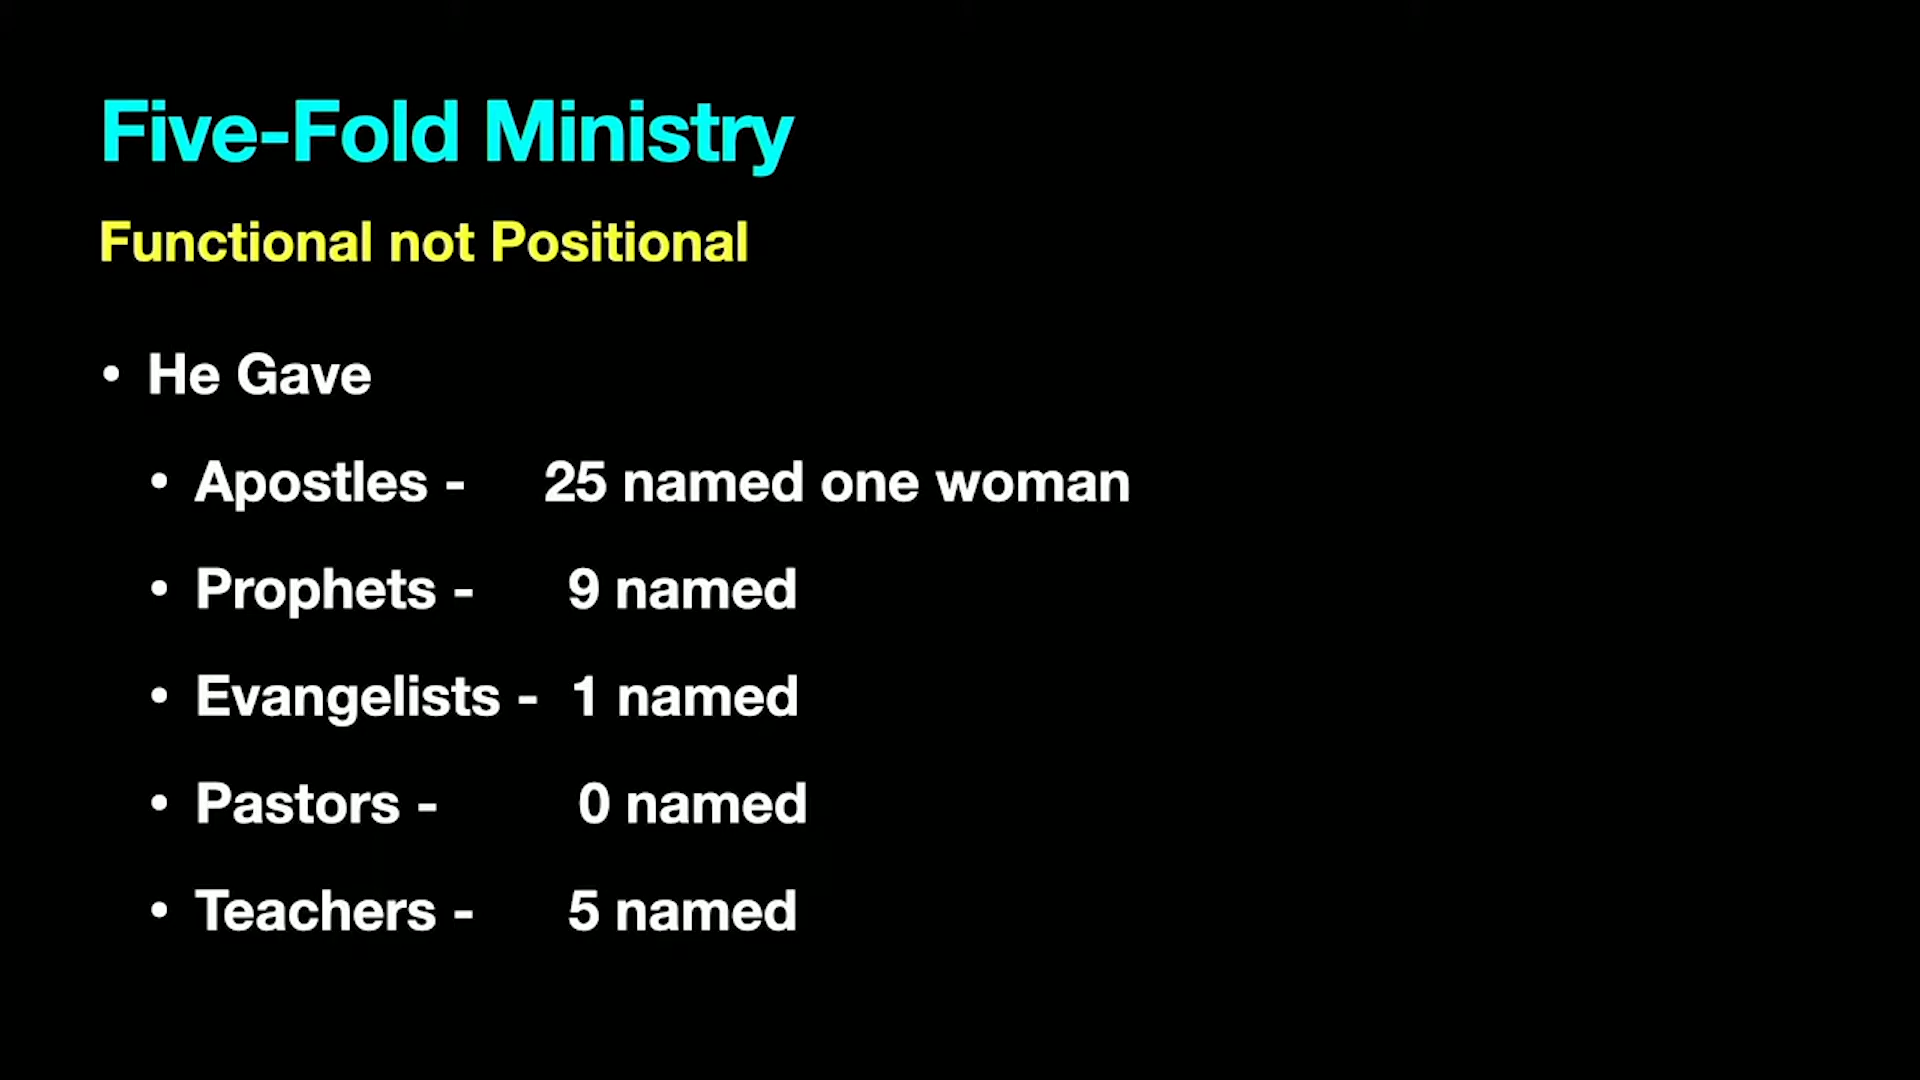 Five-Fold Ministry
Functional not Positional
• He Gave
• Apostles - 25 named one woman
• Prophets - 9 named
• Evangelists - 1 named
• Pastors - 0 named
• Teachers - 5 named